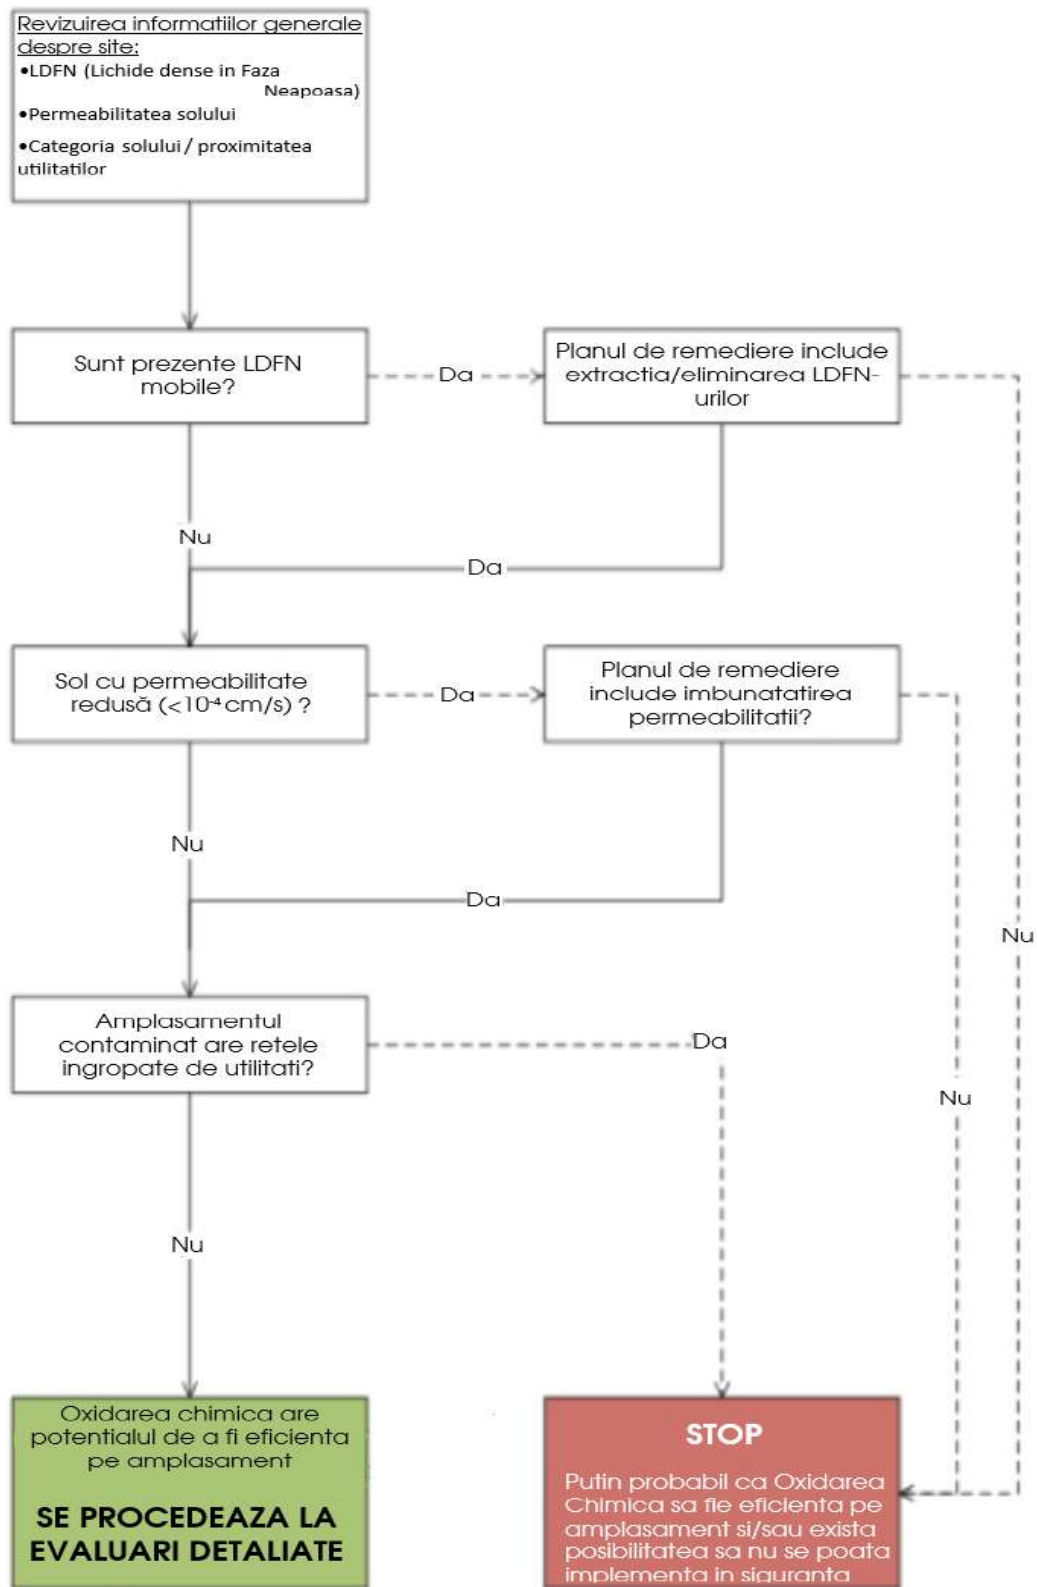 Revizuirea informatiilor generale
despre site:
•LDFN (Lichide dense in Faza
Neapoasa)
•Permeabilitatea solului
•Categoria solului / proximitatea
utilitatilor
Sunt prezente LDFN
mobile?
Da
Planul de remediere include
extractia/eliminarea LDFN-
urilor
Nu
Da
Sol cu permeabilitate
redusă (<10-4 cm/s) ?
Da
Planul de remediere
include imbunatatirea
permeabilitatii?
Nu
Da
Nu
Amplasamentul
contaminat are retele
ingropate de utilitati?
Da
Nu
Nu
Oxidarea chimica are
potentialul de a fi eficienta
pe amplasament
SE PROCEDEAZA LA
EVALUARI DETALIATE
STOP
Putin probabil ca Oxidarea
Chimica sa fie eficienta pe
amplasament si/sau exista
posibilitatea sa nu se poata
implementa in siguranta